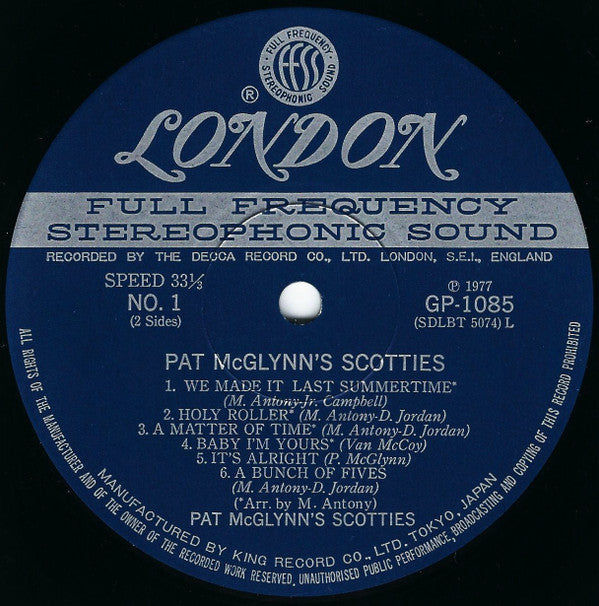 FULL FREQUENCY
ffss
STEREOPHONIC SOUND
®
LONDON
FULL FREQUENCY
STEREOPHONIC SOUND
RECORDED BY THE DECCA RECORD CO., LTD. LONDON, S.E.I., ENGLAND
SPEED 33⅓
NO. 1
(2 Sides)
℗ 1977
GP-1085
(SDLBT 5074) L
PAT McGLYNN'S SCOTTIES
1. WE MADE IT LAST SUMMERTIME*
(M. Antony-Jr. Campbell)
2. HOLY ROLLER* (M. Antony-D. Jordan)
3. A MATTER OF TIME* (M. Antony-D. Jordan)
4. BABY I'M YOURS* (Van McCoy)
5. IT'S ALRIGHT (P. McGlynn)
6. A BUNCH OF FIVES
(M. Antony-D. Jordan)
(*Arr. by M. Antony)
PAT McGLYNN'S SCOTTIES
MANUFACTURED BY KING RECORD CO., LTD. TOKYO, JAPAN
ALL RIGHTS OF THE MANUFACTURER AND OF THE OWNER OF THE RECORDED WORK RESERVED, UNAUTHORISED PUBLIC PERFORMANCE, BROADCASTING AND COPYING OF THIS RECORD PROHIBITED